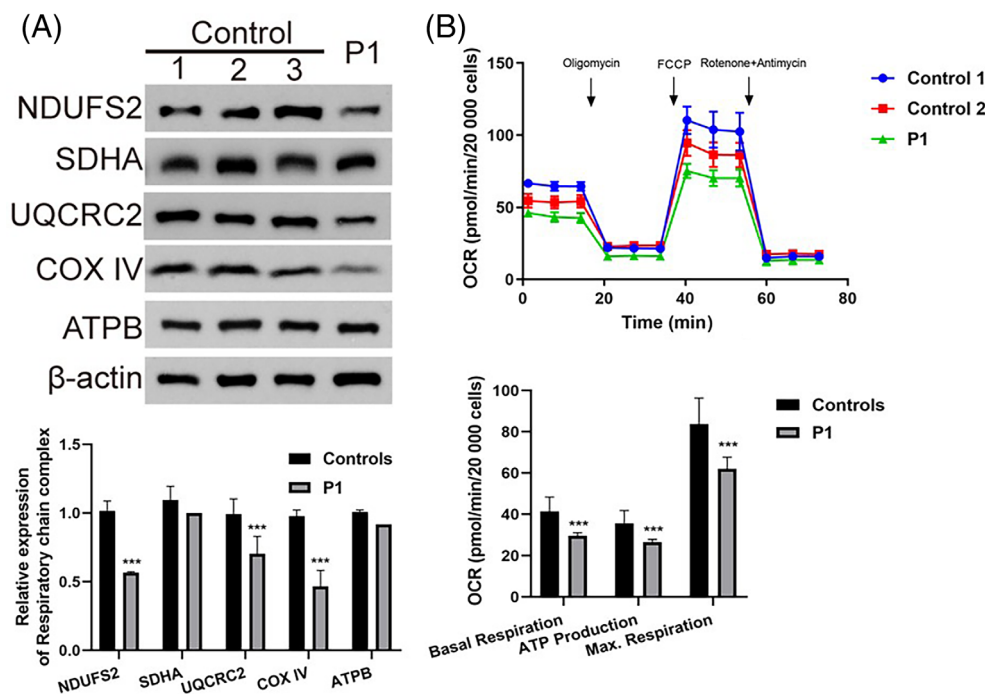 (A)
Control
P1
1 2 3
NDUFS2
SDHA
UQCRC2
COX IV
ATPB
β-actin
Relative expression
of Respiratory chain complex
1.5
1.0
0.5
0.0
Controls
P1
***
***
***
NDUFS2
SDHA
UQCRC2
COX IV
ATPB
(B)
OCR (pmol/min/20 000 cells)
150
100
50
0
Oligomycin
FCCP
Rotenone+Antimycin
Control 1
Control 2
P1
0 20 40 60 80
Time (min)
OCR (pmol/min/20 000 cells)
100
80
60
40
20
0
Controls
P1
***
***
***
Basal Respiration
ATP Production
Max. Respiration